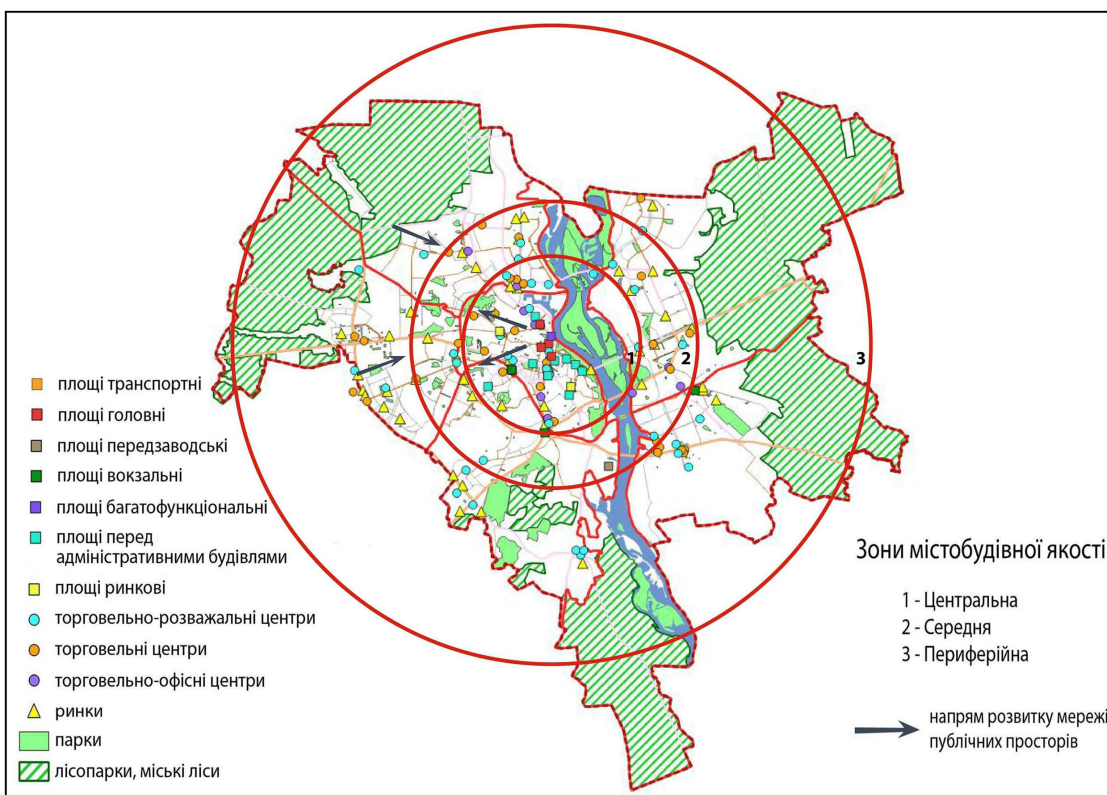 1
2
3
площі транспортні
площі головні
площі передзаводські
площі вокзальні
площі багатофункціональні
площі перед
адміністративними будівлями
площі ринкові
торговельно-розважальні центри
торговельні центри
торговельно-офісні центри
ринки
парки
лісопарки, міські ліси
Зони містобудівної якості
1 - Центральна
2 - Середня
3 - Периферійна
напрям розвитку мережі
публічних просторів